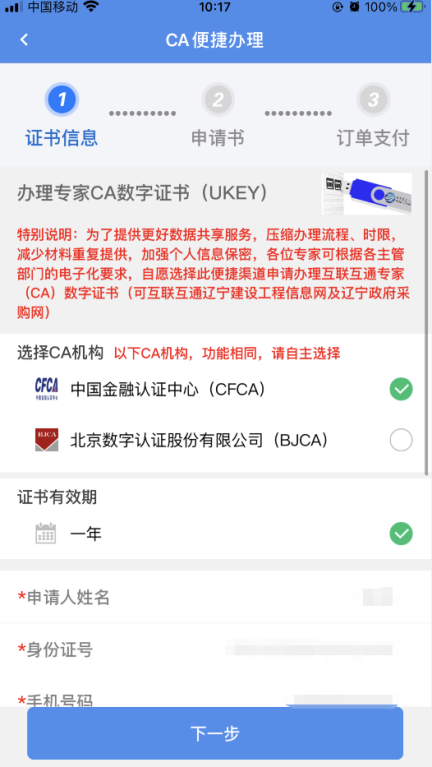 中国移动 10:17 100%
CA便捷办理
1 2 3
证书信息 申请书 订单支付
办理专家CA数字证书（UKEY）
特别说明：为了提供更好数据共享服务，压缩办理流程、时限，
减少材料重复提供，加强个人信息保密，各位专家可根据各主管
部门的电子化要求，自愿选择此便捷渠道申请办理互联互通专家
（CA）数字证书（可互联互通辽宁建设工程信息网及辽宁政府采
购网）
选择CA机构 以下CA机构，功能相同，请自主选择
CFCA 中国金融认证中心（CFCA）
BJCA 北京数字认证股份有限公司（BJCA）
证书有效期
一年
*申请人姓名
*身份证号
*手机号码
下一步